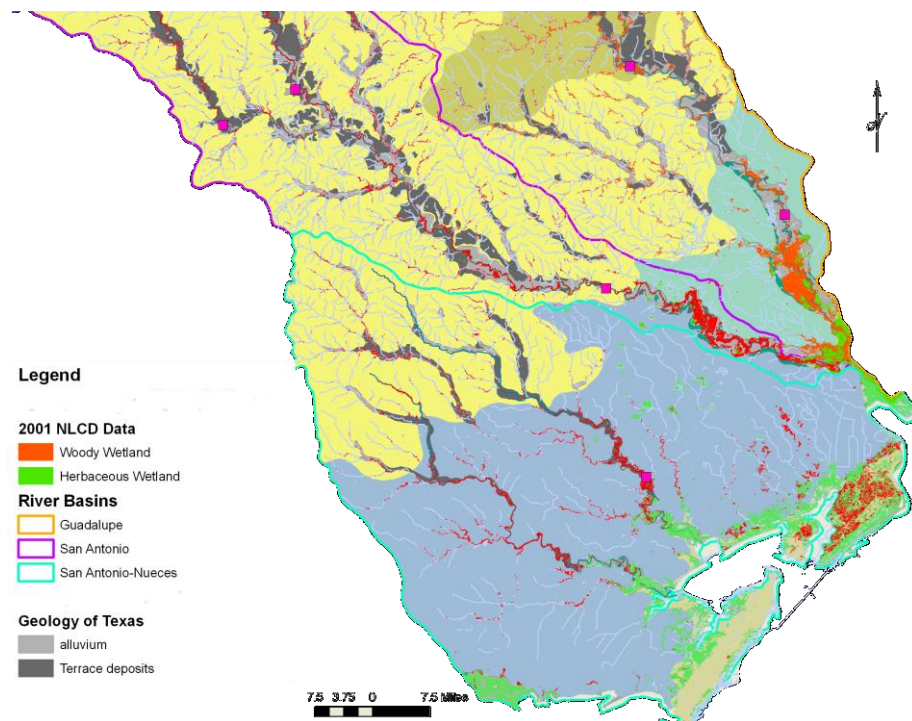 Legend
2001 NLCD Data
Woody Wetland
Herbaceous Wetland
River Basins
Guadalupe
San Antonio
San Antonio-Nueces
Geology of Texas
alluvium
Terrace deposits
7.5 3.75 0 7.5 Miles